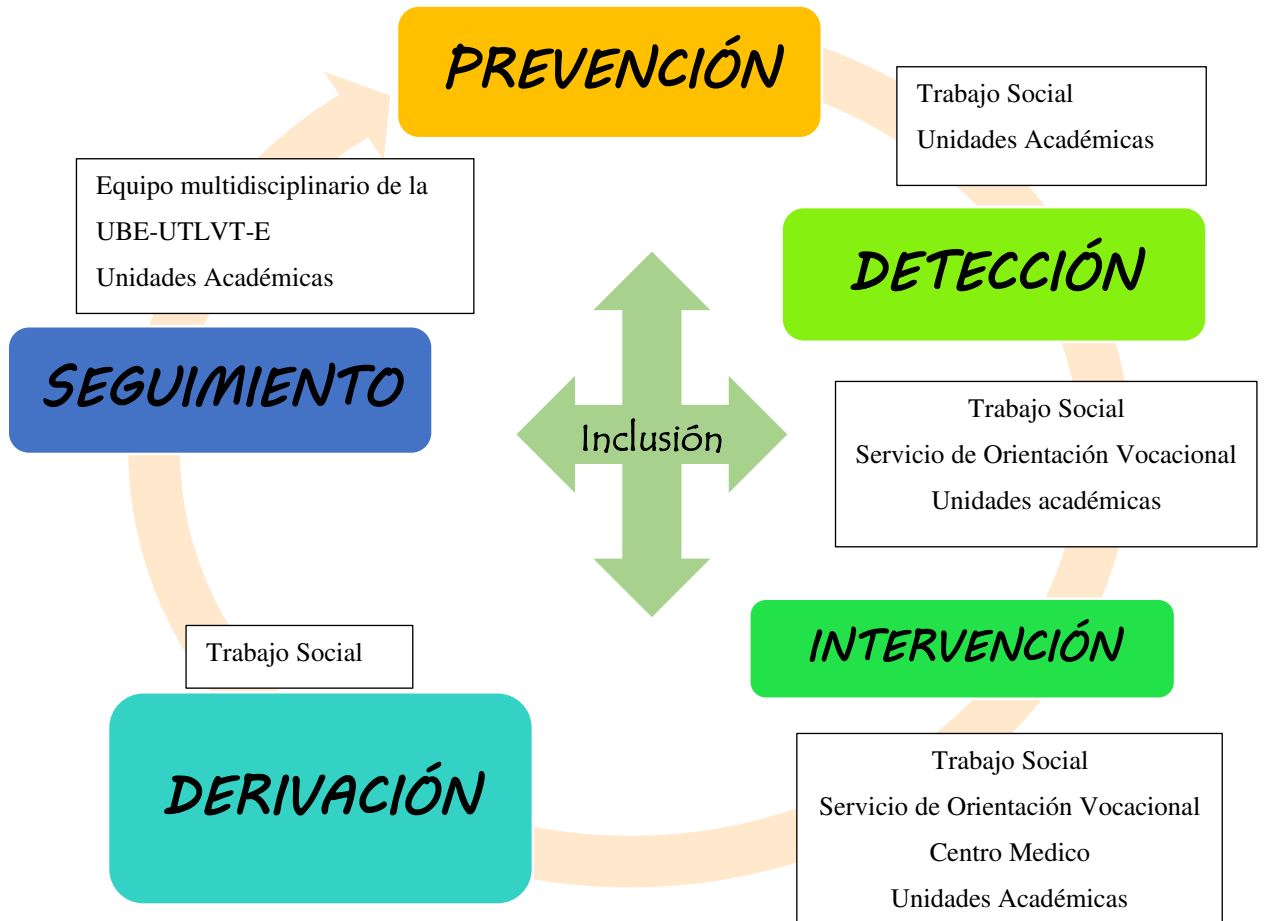 PREVENCIÓN
Trabajo Social
Unidades Académicas
DETECCIÓN
Trabajo Social
Servicio de Orientación Vocacional
Unidades académicas
INTERVENCIÓN
Trabajo Social
Servicio de Orientación Vocacional
Centro Medico
Unidades Académicas
DERIVACIÓN
Trabajo Social
SEGUIMIENTO
Equipo multidisciplinario de la
UBE-UTLVT-E
Unidades Académicas
Inclusión